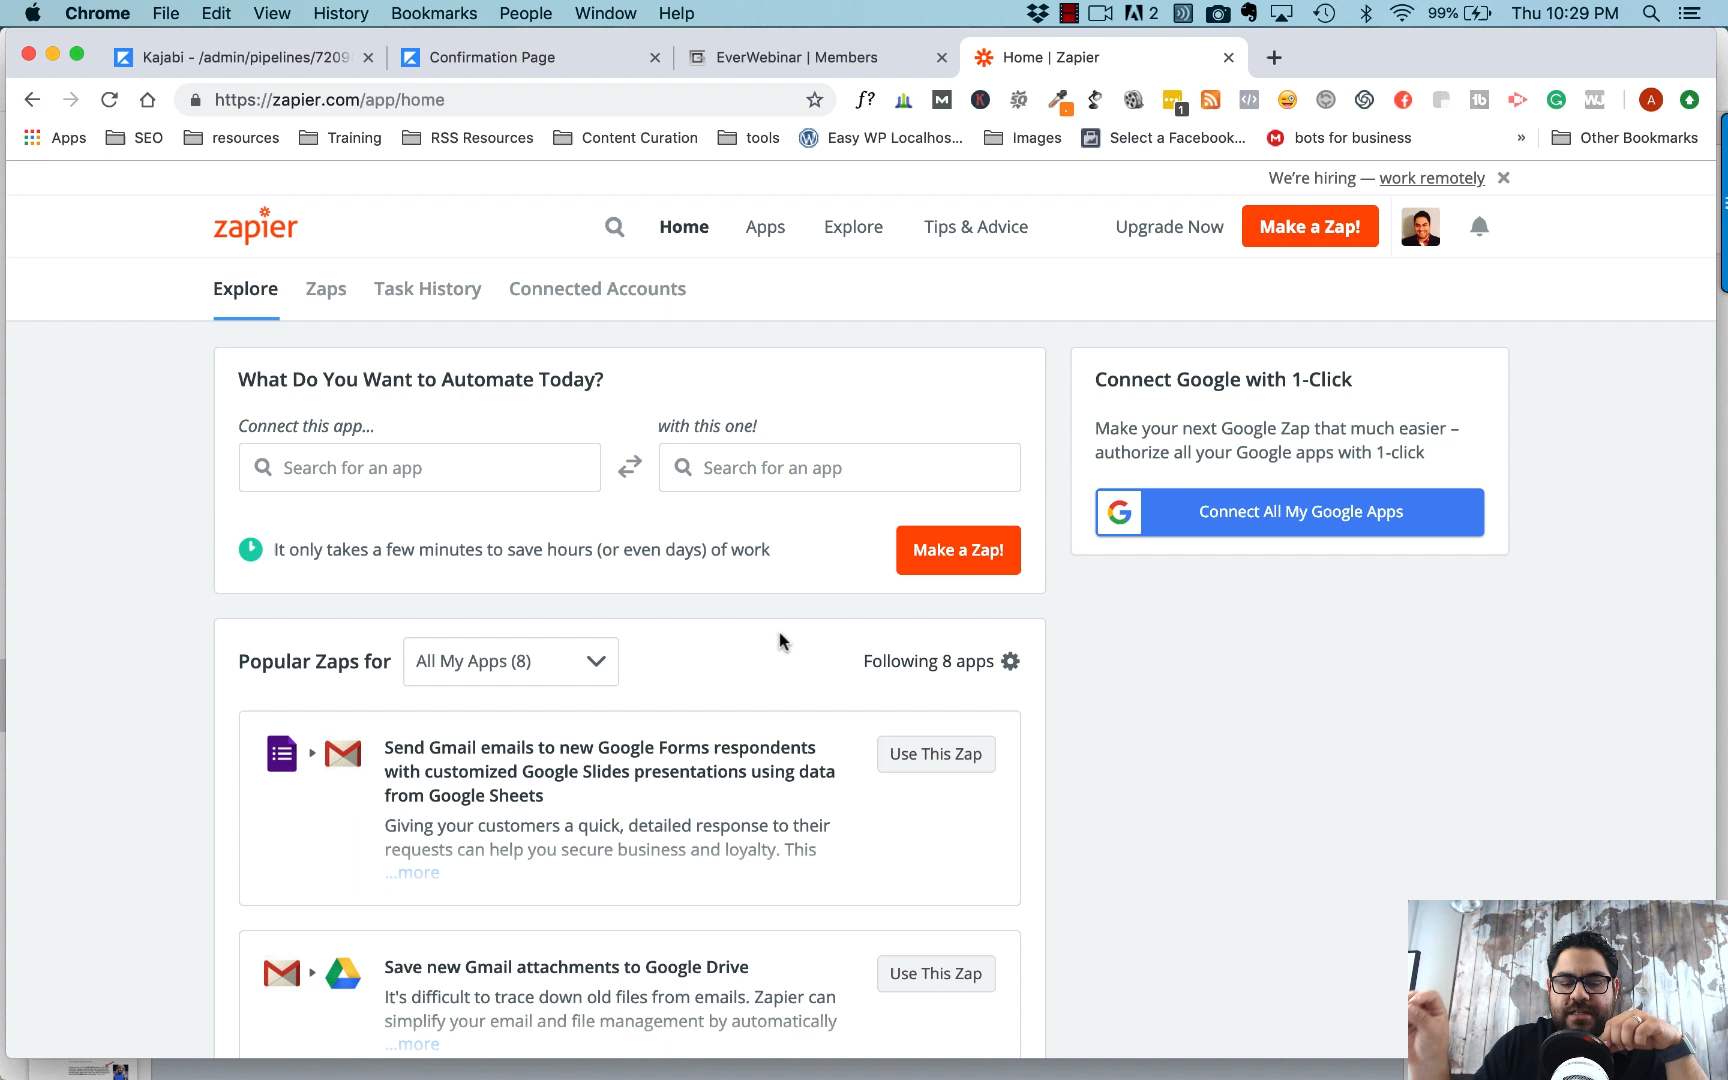 Chrome File Edit View History Bookmarks People Window Help 2 99% Thu 10:29 PM
Kajabi - /admin/pipelines/7209 Confirmation Page EverWebinar | Members Home | Zapier
https://zapier.com/app/home f? M K 1 tb A
Apps SEO resources Training RSS Resources Content Curation tools Easy WP Localhos... Images Select a Facebook... M bots for business » Other Bookmarks
We're hiring — work remotely
zapier Home Apps Explore Tips & Advice Upgrade Now Make a Zap!
Explore Zaps Task History Connected Accounts
What Do You Want to Automate Today?
Connect this app... with this one!
Search for an app Search for an app
It only takes a few minutes to save hours (or even days) of work Make a Zap!
Connect Google with 1-Click
Make your next Google Zap that much easier –
authorize all your Google apps with 1-click
G Connect All My Google Apps
Popular Zaps for All My Apps (8) Following 8 apps
Send Gmail emails to new Google Forms respondents
with customized Google Slides presentations using data
from Google Sheets
Use This Zap
Giving your customers a quick, detailed response to their
requests can help you secure business and loyalty. This
...more
Save new Gmail attachments to Google Drive
Use This Zap
It's difficult to trace down old files from emails. Zapier can
simplify your email and file management by automatically
...more